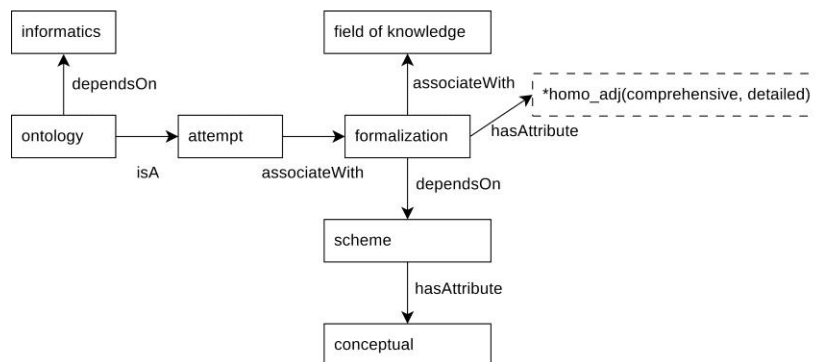 informatics
field of knowledge
dependsOn
associateWith
*homo_adj(comprehensive, detailed)
ontology
attempt
formalization
hasAttribute
isA
associateWith
dependsOn
scheme
hasAttribute
conceptual